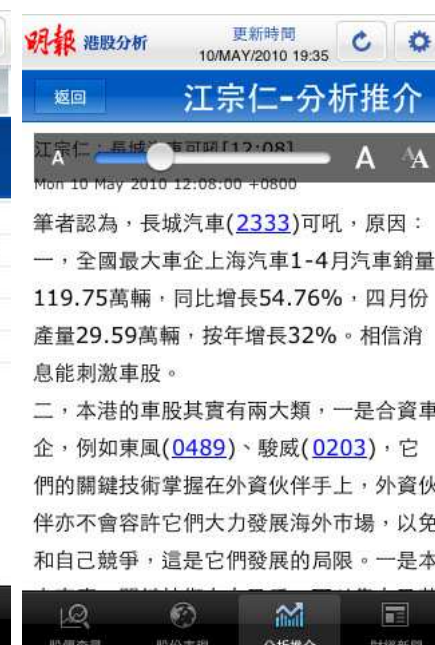 明報 港股分析
更新時間
10/MAY/2010 19:35
返回
江宗仁-分析推介
江宗仁：長城汽車可吼[12:08]
A
A
AA
Mon 10 May 2010 12:08:00 +0800
筆者認為，長城汽車(2333)可吼，原因：
一，全國最大車企上海汽車1-4月汽車銷量
119.75萬輛，同比增長54.76%，四月份
產量29.59萬輛，按年增長32%。相信消
息能刺激車股。
二，本港的車股其實有兩大類，一是合資車
企，例如東風(0489)、駿威(0203)，它
們的關鍵技術掌握在外資伙伴手上，外資伙
伴亦不會容許它們大力發展海外市場，以免
和自己競爭，這是它們發展的局限。一是本
分析推介